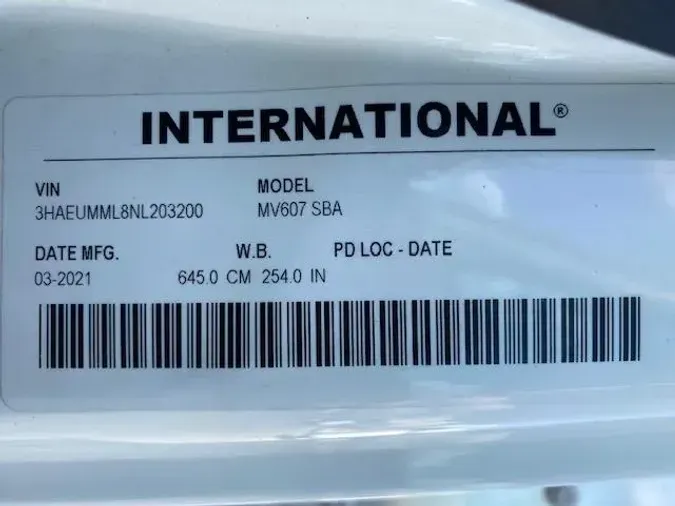 INTERNATIONAL®
VIN MODEL
3HAEUMML8NL203200 MV607 SBA
DATE MFG. W.B. PD LOC - DATE
03-2021 645.0 CM 254.0 IN